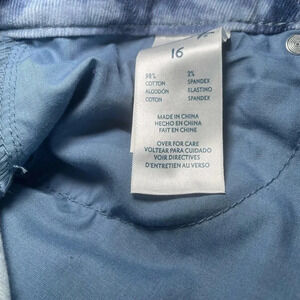 16
98% 2%
COTTON SPANDEX
ALGODÓN ELASTINO
COTON SPANDEX
MADE IN CHINA
HECHO EN CHINA
FAIT EN CHINE
OVER FOR CARE
VOLTEAR PARA CUIDADO
VOIR DIRECTIVES
D'ENTRETIEN AU VERSO